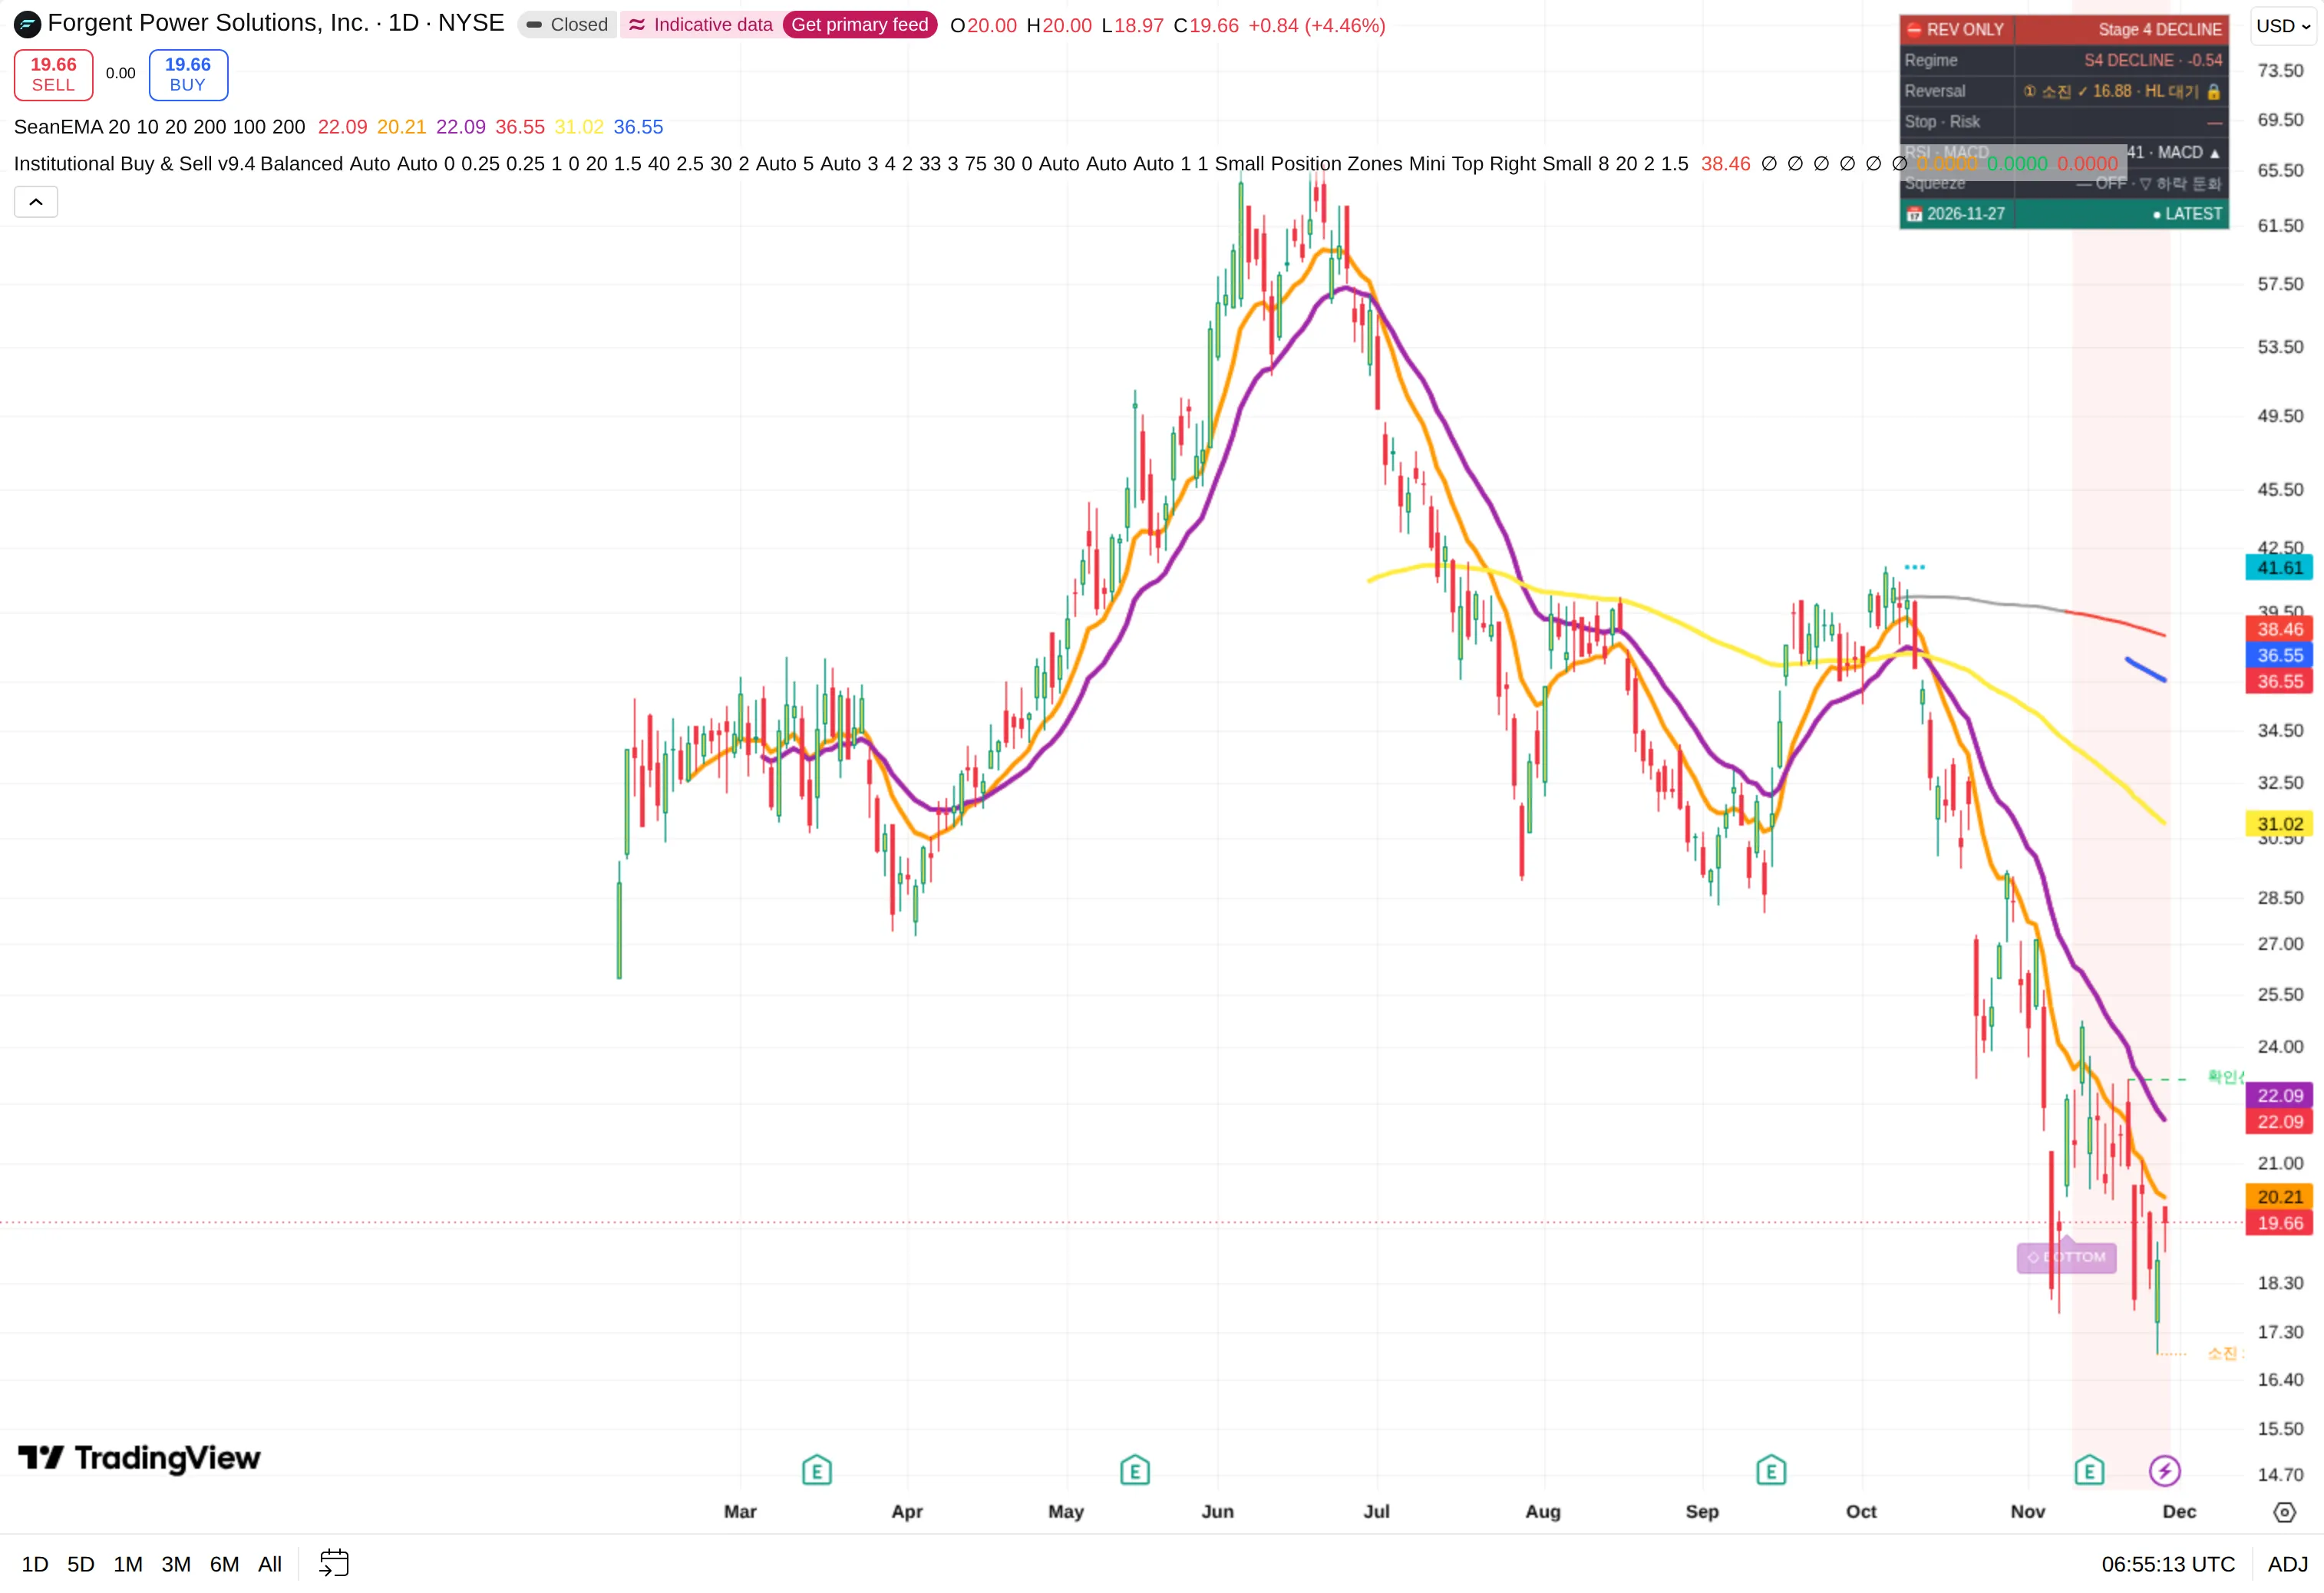 Forgent Power Solutions, Inc. · 1D · NYSE Closed Indicative data Get primary feed O20.00 H20.00 L18.97 C19.66 +0.84 (+4.46%)
USD
19.66 SELL
0.00
19.66 BUY
SeanEMA 20 10 20 200 100 200 22.09 20.21 22.09 36.55 31.02 36.55
Institutional Buy & Sell v9.4 Balanced Auto Auto 0 0.25 0.25 1 0 20 1.5 40 2.5 30 2 Auto 5 Auto 3 4 2 33 3 75 30 0 Auto Auto Auto 1 1 Small Position Zones Mini Top Right Small 8 20 2 1.5 38.46 ∅ ∅ ∅ ∅ ∅ ∅ 0.0000 0.0000 0.0000
REV ONLY Stage 4 DECLINE
Regime S4 DECLINE · -0.54
Reversal ① 소진 ✓ 16.88 · HL 대기 🔒
Stop · Risk —
RSI · MACD 41 · MACD ▲
Squeeze — OFF · ▽ 하락 둔화
📅 2026-11-27 ● LATEST
73.50
69.50
65.50
61.50
57.50
53.50
49.50
45.50
42.50
41.61
39.50
38.46
36.55
36.55
34.50
32.50
31.02
30.50
28.50
27.00
25.50
24.00
22.09
22.09
21.00
20.21
19.66
18.30
17.30
16.40
15.50
14.70
확인
BOTTOM
소진
TradingView
E E E E
Mar Apr May Jun Jul Aug Sep Oct Nov Dec
1D 5D 1M 3M 6M All
06:55:13 UTC ADJ